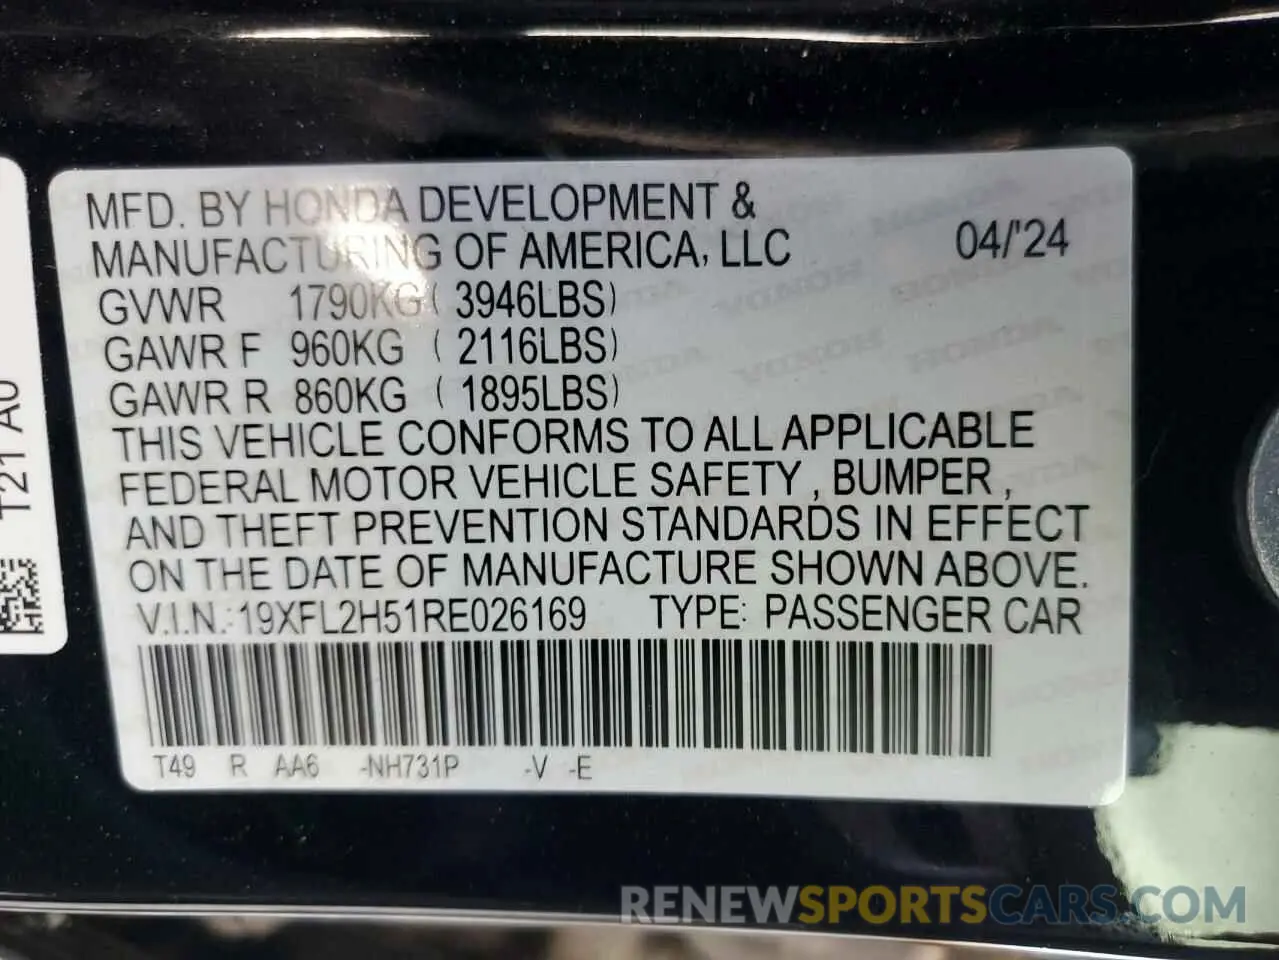 MFD. BY HONDA DEVELOPMENT &
MANUFACTURING OF AMERICA, LLC
04/'24
GVWR 1790KG ( 3946LBS)
GAWR F 960KG ( 2116LBS)
GAWR R 860KG ( 1895LBS)
THIS VEHICLE CONFORMS TO ALL APPLICABLE
FEDERAL MOTOR VEHICLE SAFETY , BUMPER ,
AND THEFT PREVENTION STANDARDS IN EFFECT
ON THE DATE OF MANUFACTURE SHOWN ABOVE.
V.I.N.: 19XFL2H51RE026169 TYPE: PASSENGER CAR
T49 R AA6 -NH731P -V -E
T21 A0
RENEWSPORTSCARS.COM